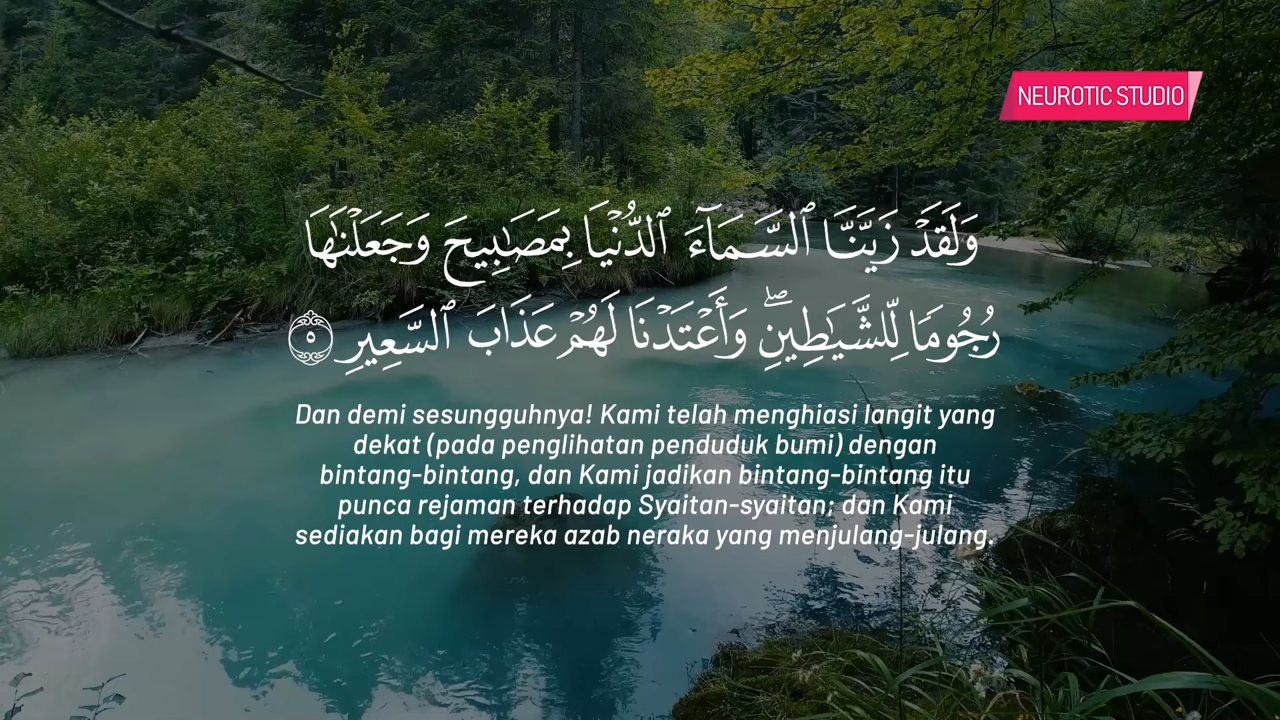 NEUROTIC STUDIO
وَلَقَدْ زَيَّنَّا ٱلسَّمَآءَ ٱلدُّنْيَا بِمَصَٰبِيحَ وَجَعَلْنَٰهَا
رُجُومًا لِّلشَّيَٰطِينِ ۖ وَأَعْتَدْنَا لَهُمْ عَذَابَ ٱلسَّعِيرِ ٥
Dan demi sesungguhnya! Kami telah menghiasi langit yang
dekat (pada penglihatan penduduk bumi) dengan
bintang-bintang, dan Kami jadikan bintang-bintang itu
punca rejaman terhadap Syaitan-syaitan; dan Kami
sediakan bagi mereka azab neraka yang menjulang-julang.